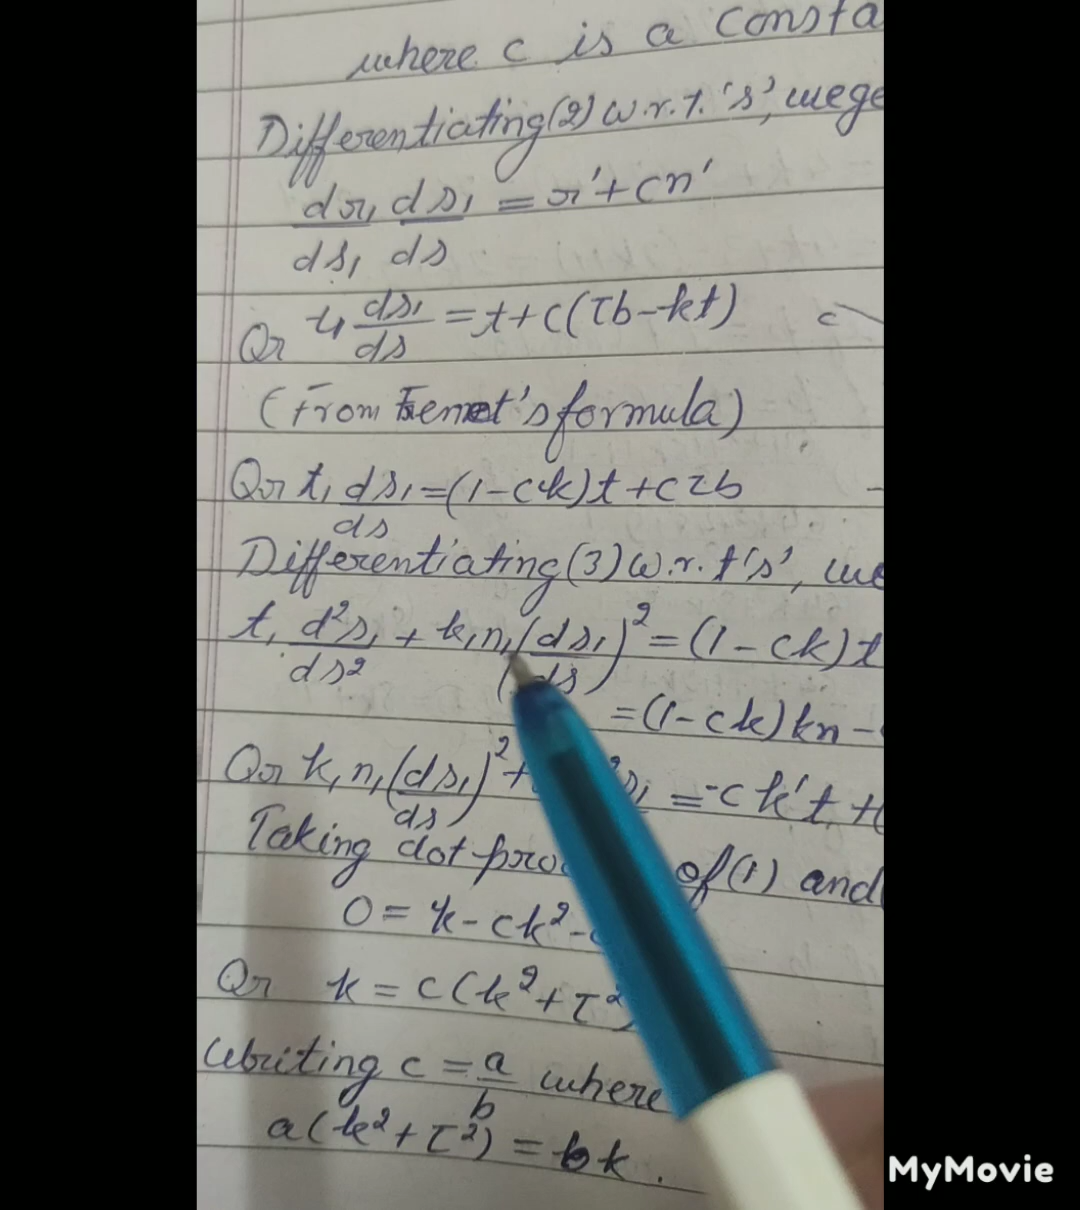 where c is a consta
Differentiating (2) w.r.t. 's', we ge
dr₁ ds₁ = r' + cn'
ds₁ ds
Or t₁ ds₁/ds = t + c(τb - kt)
(From Frenet's formula)
Or t₁ ds₁ = (1 - ck)t + cτb
ds
Differentiating (3) w.r.t 's', we
t₁ d²s₁/ds² + k₁n₁(ds₁/ds)² = (1 - ck)t
= (1 - ck)kn -
Or k₁n₁(ds₁/ds)² + = -ck't +
Taking dot of (1) and
0 = k - ck² -
Or k = c(k² + τ²
Writing c = a/b where
a(k² + τ²) = bk.
MyMovie